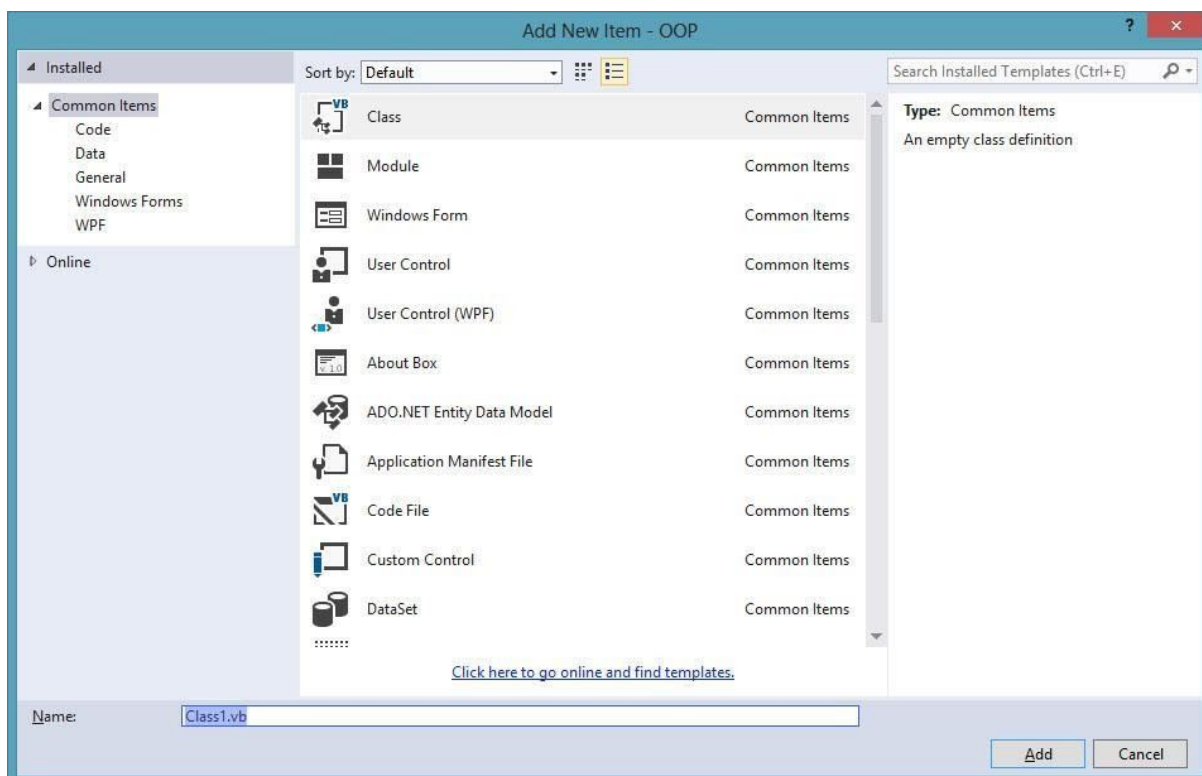 Add New Item - OOP
? ×
Installed
Common Items
Code
Data
General
Windows Forms
WPF
Online
Sort by: Default
Search Installed Templates (Ctrl+E)
VB Class Common Items
Module Common Items
Windows Form Common Items
User Control Common Items
User Control (WPF) Common Items
v 1.0 About Box Common Items
ADO.NET Entity Data Model Common Items
Application Manifest File Common Items
VB Code File Common Items
Custom Control Common Items
DataSet Common Items
Click here to go online and find templates.
Type: Common Items
An empty class definition
Name: Class1.vb
Add Cancel